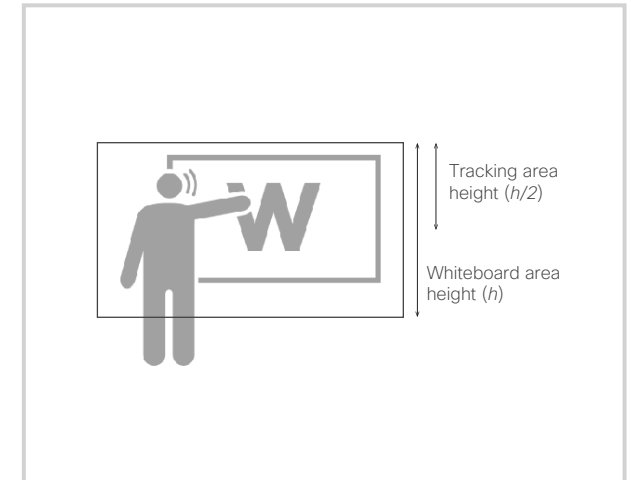 W
Tracking area
height (h/2)
Whiteboard area
height (h)